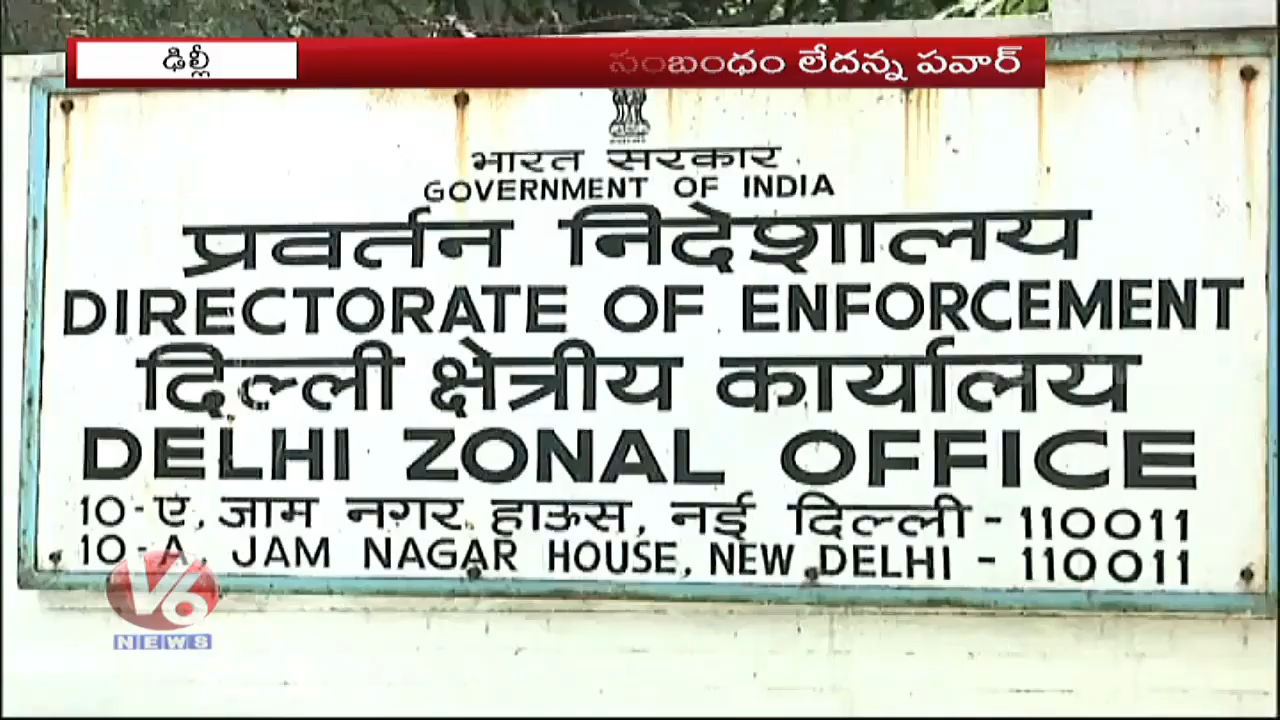 ఢిల్లీ
సంబంధం లేదన్న పవార్
भारत सरकार
GOVERNMENT OF INDIA
प्रवर्तन निदेशालय
DIRECTORATE OF ENFORCEMENT
दिल्ली क्षेत्रीय कार्यालय
DELHI ZONAL OFFICE
10-ए, जाम नगर हाऊस, नई दिल्ली - 110011
10-A, JAM NAGAR HOUSE, NEW DELHI - 110011
V6
NEWS